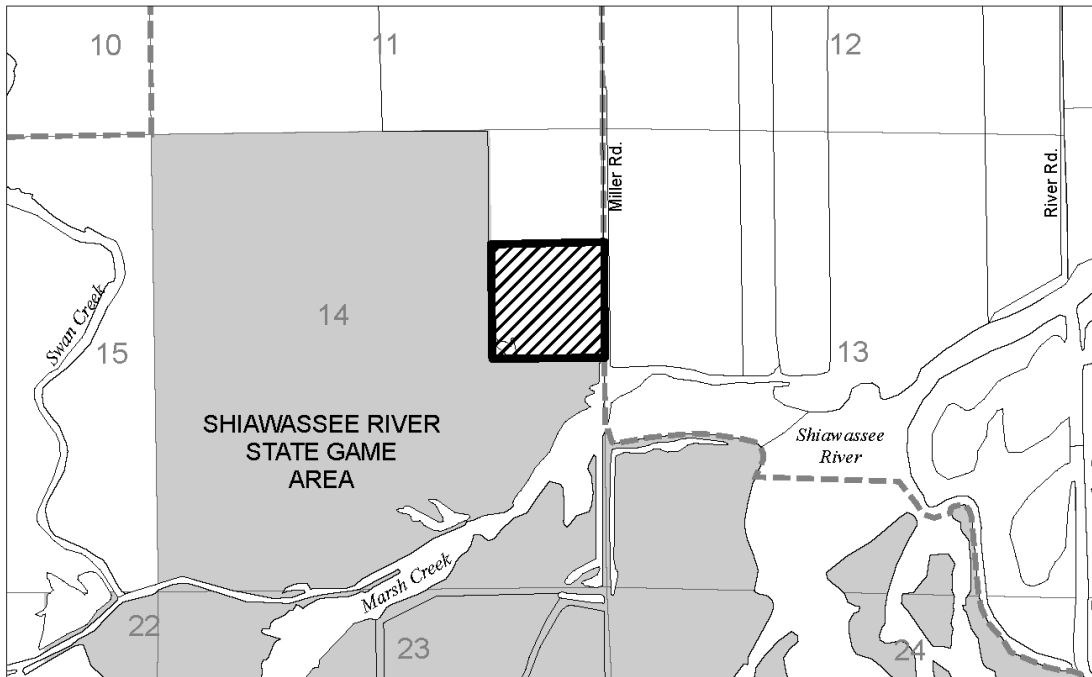 10
11
12
Miller Rd.
River Rd.
Swan Creek
14
15
13
SHIAWASSEE RIVER
STATE GAME
AREA
Shiawassee
River
Marsh Creek
22
23
24